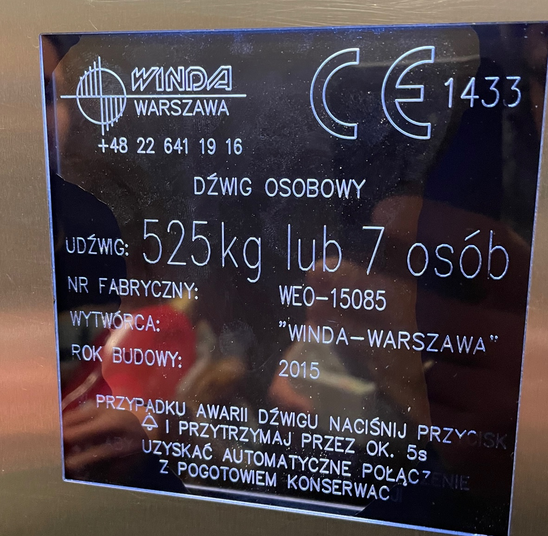 WINDA
WARSZAWA
+48 22 641 19 16
CE 1433
DŹWIG OSOBOWY
UDŹWIG: 525kg lub 7 osób
NR FABRYCZNY: WEO-15085
WYTWÓRCA: "WINDA-WARSZAWA"
ROK BUDOWY: 2015
PRZYPADKU AWARII DŹWIGU NACIŚNIJ PRZYCISK
I PRZYTRZYMAJ PRZEZ OK. 5s
UZYSKAĆ AUTOMATYCZNE POŁĄCZENIE
Z POGOTOWIEM KONSERWACJI